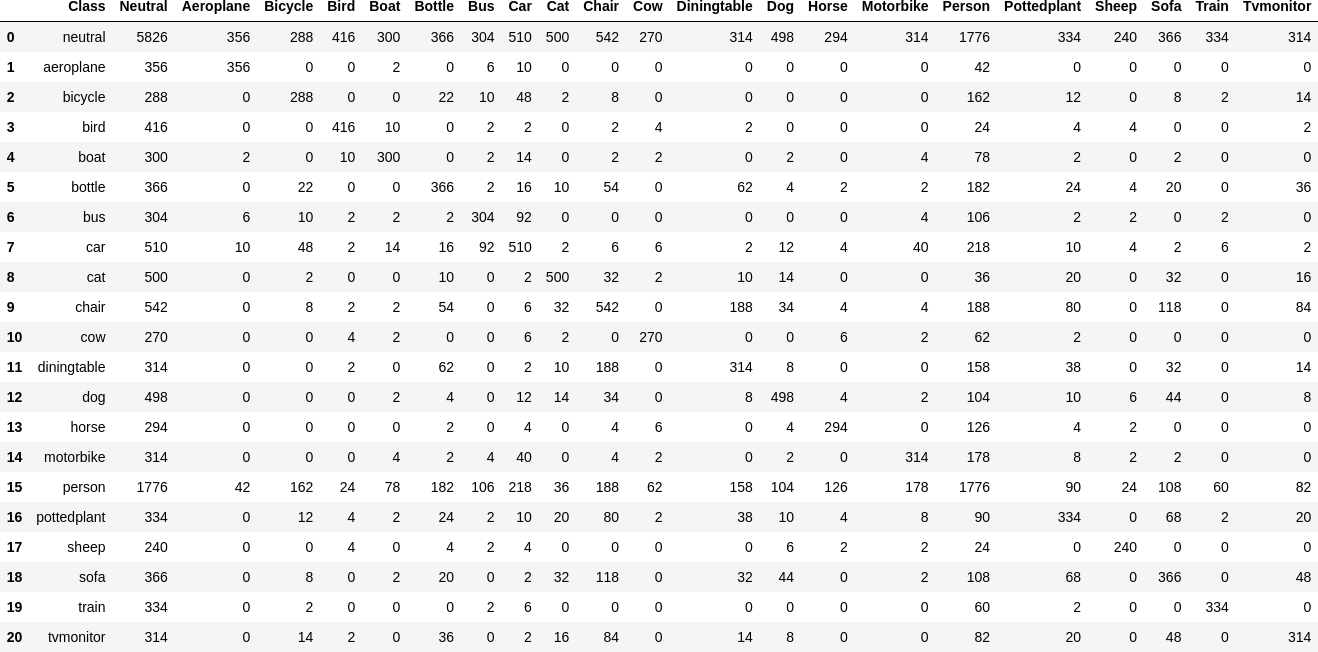 Class Neutral Aeroplane Bicycle Bird Boat Bottle Bus Car Cat Chair Cow Diningtable Dog Horse Motorbike Person Pottedplant Sheep Sofa Train Tvmonitor
0 neutral 5826 356 288 416 300 366 304 510 500 542 270 314 498 294 314 1776 334 240 366 334 314
1 aeroplane 356 356 0 0 2 0 6 10 0 0 0 0 0 0 0 42 0 0 0 0 0
2 bicycle 288 0 288 0 0 22 10 48 2 8 0 0 0 0 0 162 12 0 8 2 14
3 bird 416 0 0 416 10 0 2 2 0 2 4 2 0 0 0 24 4 4 0 0 2
4 boat 300 2 0 10 300 0 2 14 0 2 2 0 2 0 4 78 2 0 2 0 0
5 bottle 366 0 22 0 0 366 2 16 10 54 0 62 4 2 2 182 24 4 20 0 36
6 bus 304 6 10 2 2 2 304 92 0 0 0 0 0 0 4 106 2 2 0 2 0
7 car 510 10 48 2 14 16 92 510 2 6 6 2 12 4 40 218 10 4 2 6 2
8 cat 500 0 2 0 0 10 0 2 500 32 2 10 14 0 0 36 20 0 32 0 16
9 chair 542 0 8 2 2 54 0 6 32 542 0 188 34 4 4 188 80 0 118 0 84
10 cow 270 0 0 4 2 0 0 6 2 0 270 0 0 6 2 62 2 0 0 0 0
11 diningtable 314 0 0 2 0 62 0 2 10 188 0 314 8 0 0 158 38 0 32 0 14
12 dog 498 0 0 0 2 4 0 12 14 34 0 8 498 4 2 104 10 6 44 0 8
13 horse 294 0 0 0 0 2 0 4 0 4 6 0 4 294 0 126 4 2 0 0 0
14 motorbike 314 0 0 0 4 2 4 40 0 4 2 0 2 0 314 178 8 2 2 0 0
15 person 1776 42 162 24 78 182 106 218 36 188 62 158 104 126 178 1776 90 24 108 60 82
16 pottedplant 334 0 12 4 2 24 2 10 20 80 2 38 10 4 8 90 334 0 68 2 20
17 sheep 240 0 0 4 0 4 2 4 0 0 0 0 6 2 2 24 0 240 0 0 0
18 sofa 366 0 8 0 2 20 0 2 32 118 0 32 44 0 2 108 68 0 366 0 48
19 train 334 0 2 0 0 0 2 6 0 0 0 0 0 0 0 60 2 0 0 334 0
20 tvmonitor 314 0 14 2 0 36 0 2 16 84 0 14 8 0 0 82 20 0 48 0 314